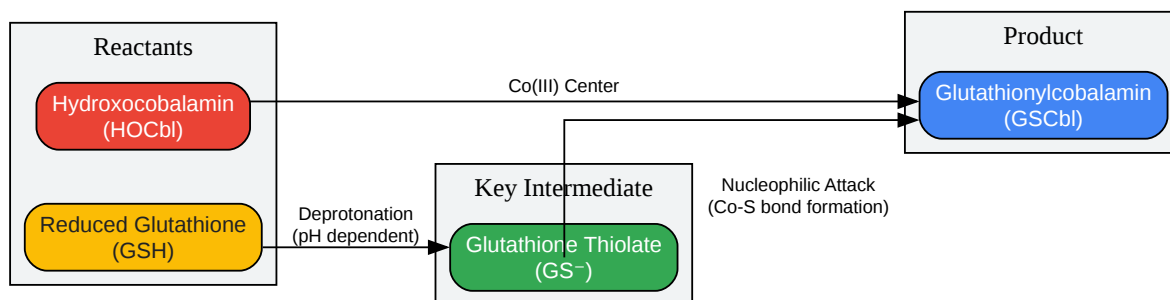 Reactants
Hydroxocobalamin
(HOCbl)
Reduced Glutathione
(GSH)
Deprotonation
(pH dependent)
Key Intermediate
Glutathione Thiolate
(GS⁻)
Co(III) Center
Nucleophilic Attack
(Co-S bond formation)
Product
Glutathionylcobalamin
(GSCbl)